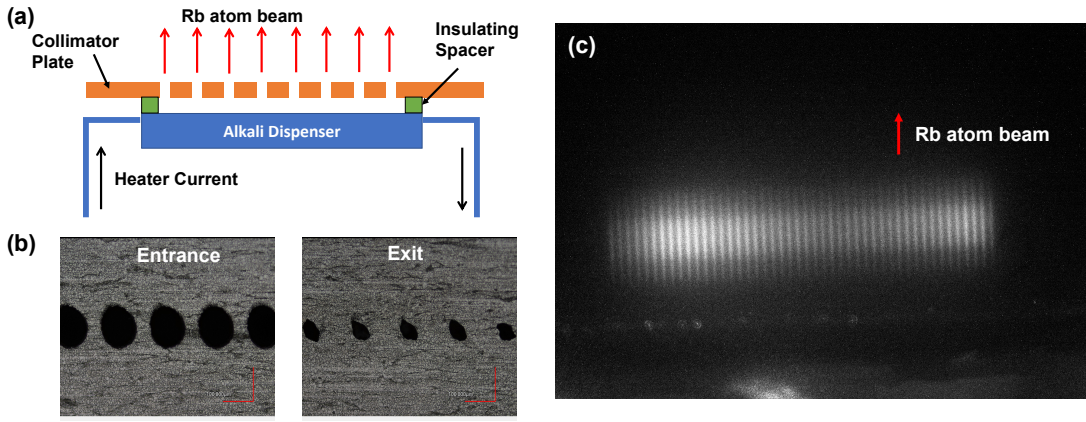 (a)
Rb atom beam
Collimator
Plate
Insulating
Spacer
Alkali Dispenser
Heater Current
(b)
Entrance
Exit
(c)
Rb atom beam